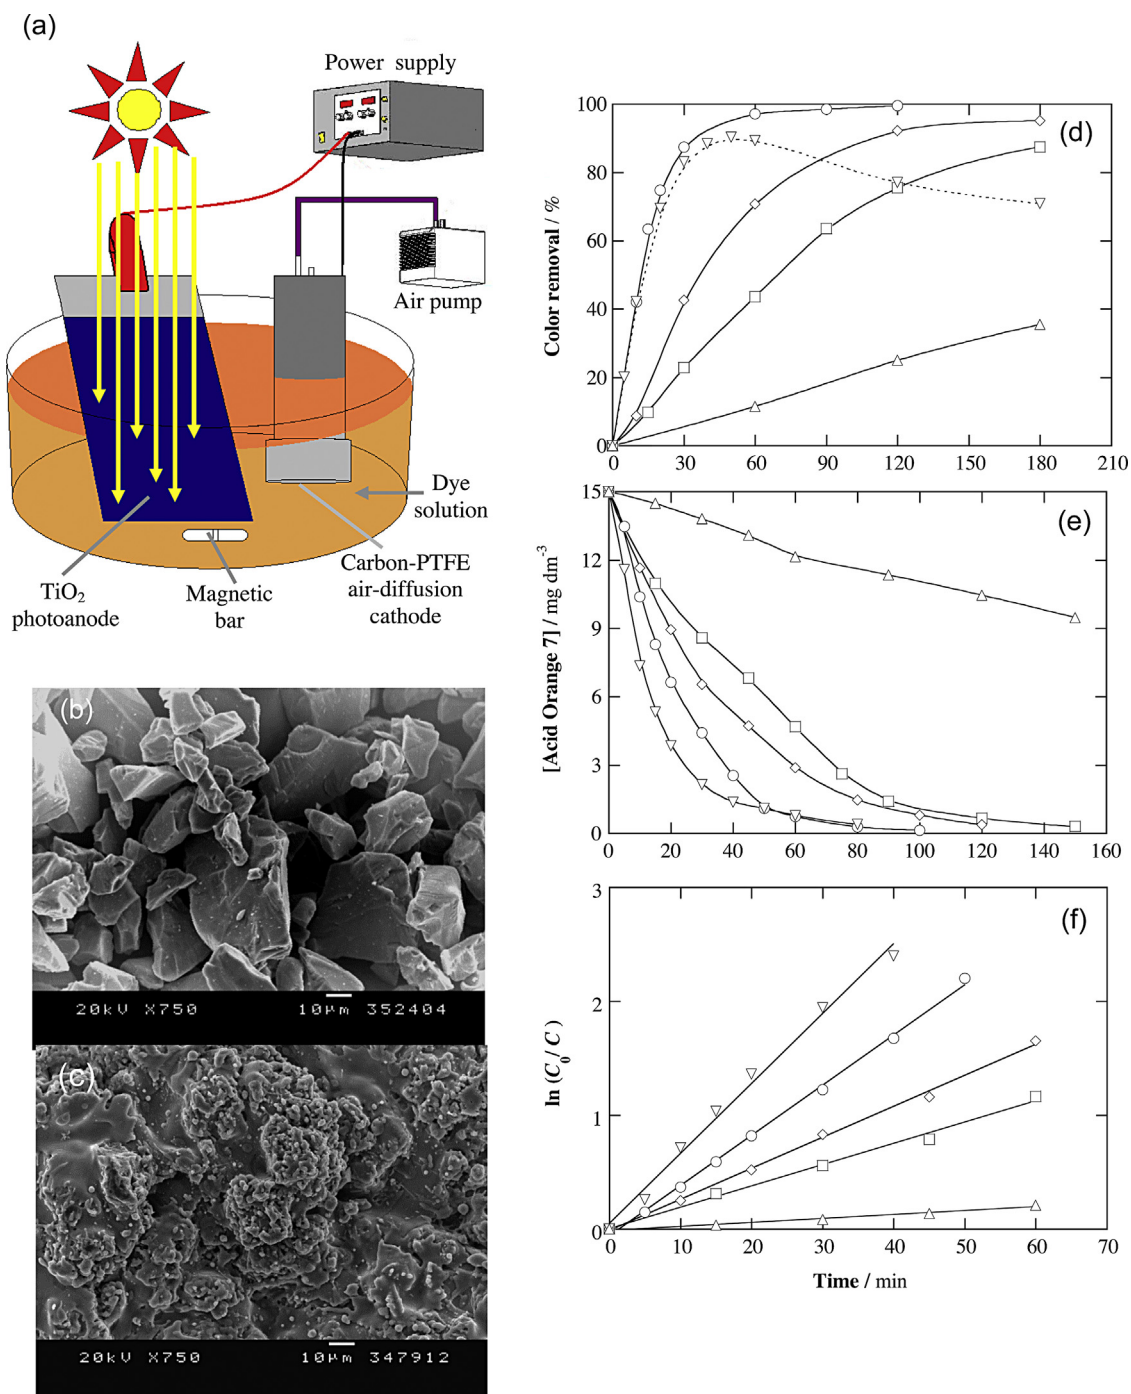 (a)
Power supply
Air pump
Dye
solution
Carbon-PTFE
air-diffusion
cathode
Magnetic
bar
TiO₂
photoanode
(b)
20kV X750 10μm 352404
(c)
20kV X750 10μm 347912
(d)
Color removal / %
100
80
60
40
20
0
0 30 60 90 120 150 180 210
(e)
[Acid Orange 7] / mg dm⁻³
15
12
9
6
3
0
0 20 40 60 80 100 120 140 160
(f)
ln (C₀ / C)
3
2
1
0
0 10 20 30 40 50 60 70
Time / min